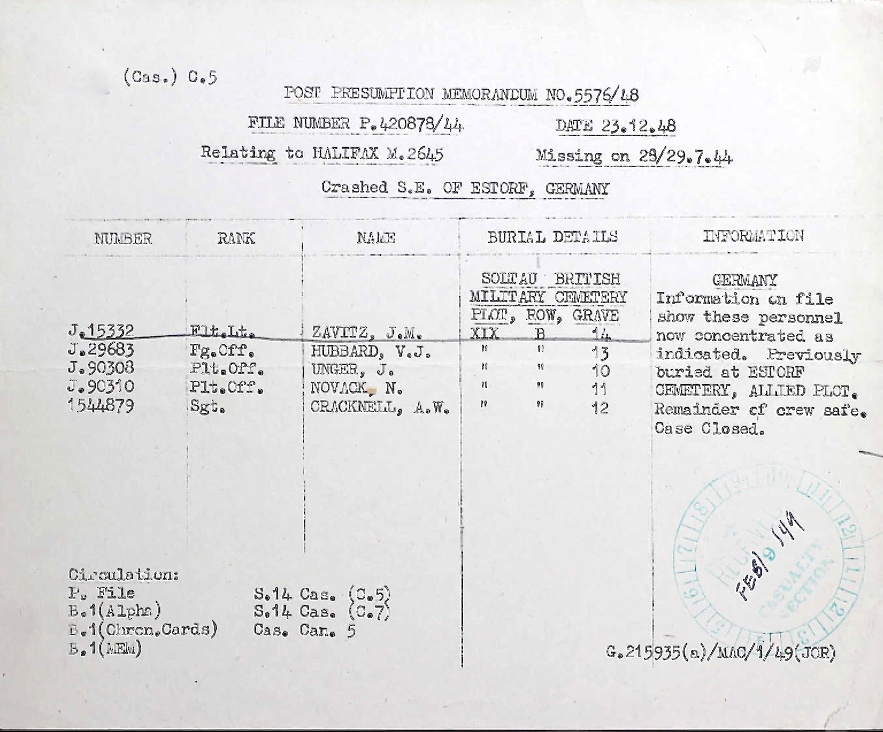 (Cas.) C.5
POST PRESUMPTION MEMORANDUM NO.5576/48
FILE NUMBER P.420878/44 DATE 23.12.48
Relating to HALIFAX M.2645 Missing on 28/29.7.44
Crashed S.E. OF ESTORF, GERMANY
NUMBER RANK NAME BURIAL DETAILS INFORMATION
SOLTAU BRITISH GERMANY
MILITARY CEMETERY Information on file
PLOT, ROW, GRAVE show these personnel
J.15332 Flt.Lt. ZAVITZ, J.M. XIX B 14 now concentrated as
J.29683 Fg.Off. HUBBARD, V.J. " " 13 indicated. Previously
J.90308 Plt.Off. UNGER, J. " " 10 buried at ESTORF
J.90310 Plt.Off. NOVACK, N. " " 11 CEMETERY, ALLIED PLOT.
1544879 Sgt. CRACKNELL, A.W. " " 12 Remainder of crew safe.
Case Closed.
Circulation:
P. File S.14 Cas. (C.5)
B.1(Alpha) S.14 Cas. (C.7)
B.1(Chron.Cards) Cas. Can. 5
B.1(MEM)
RECEIVED
FEB/9/49
CASUALTY
SECTION
G.215935(a)/MAC/1/49(JCR)